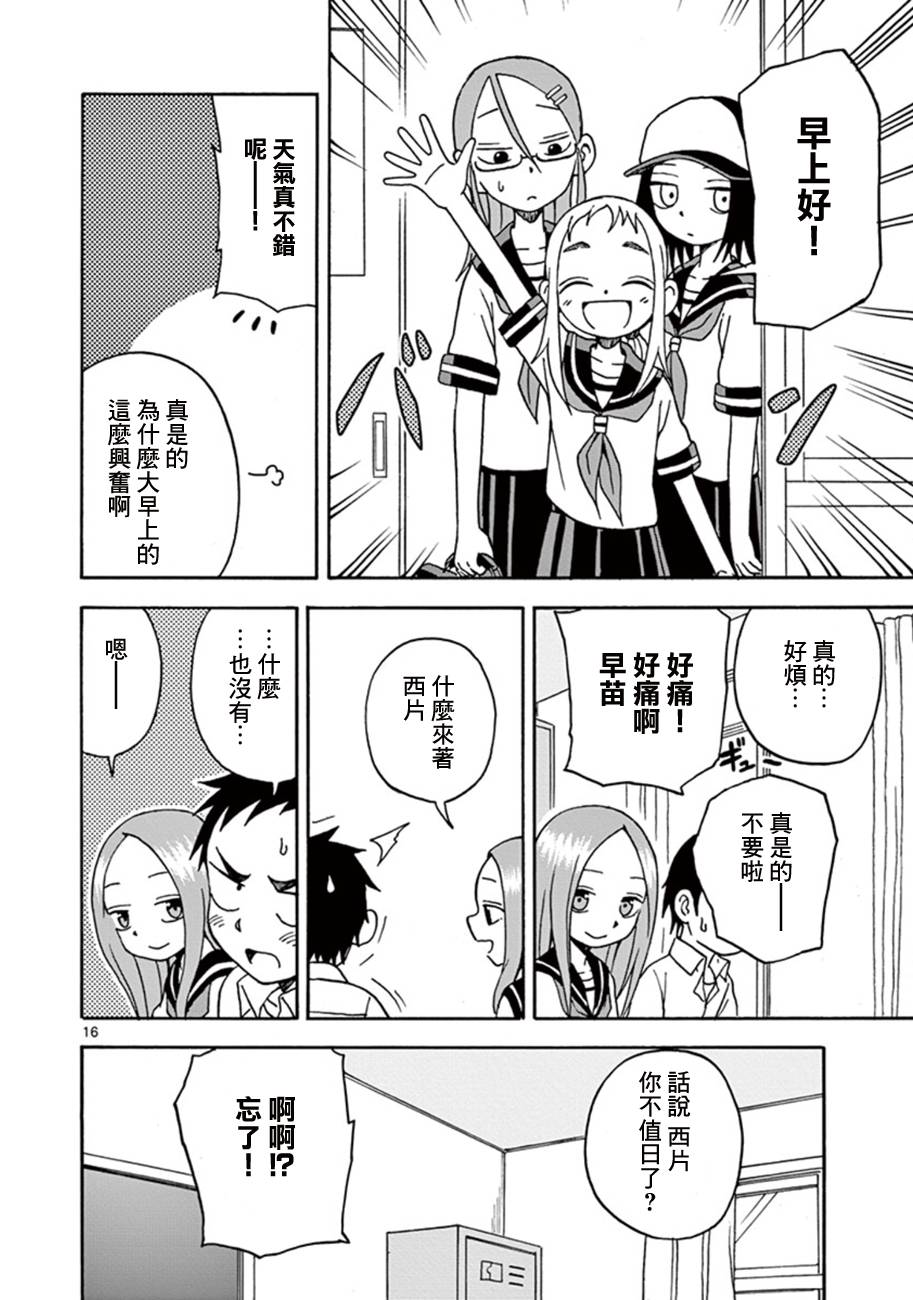 早上好！
天氣真不錯
呢——！
真是的
為什麼大早上的
這麼興奮啊
真的…
好煩…
好痛！
好痛啊
早苗
ギュー
真是的——
不要啦
什麼來著
西片
…什麼
…也沒有…
嗯——
16
話說 西片
你不值日了?
啊啊!?
忘了！